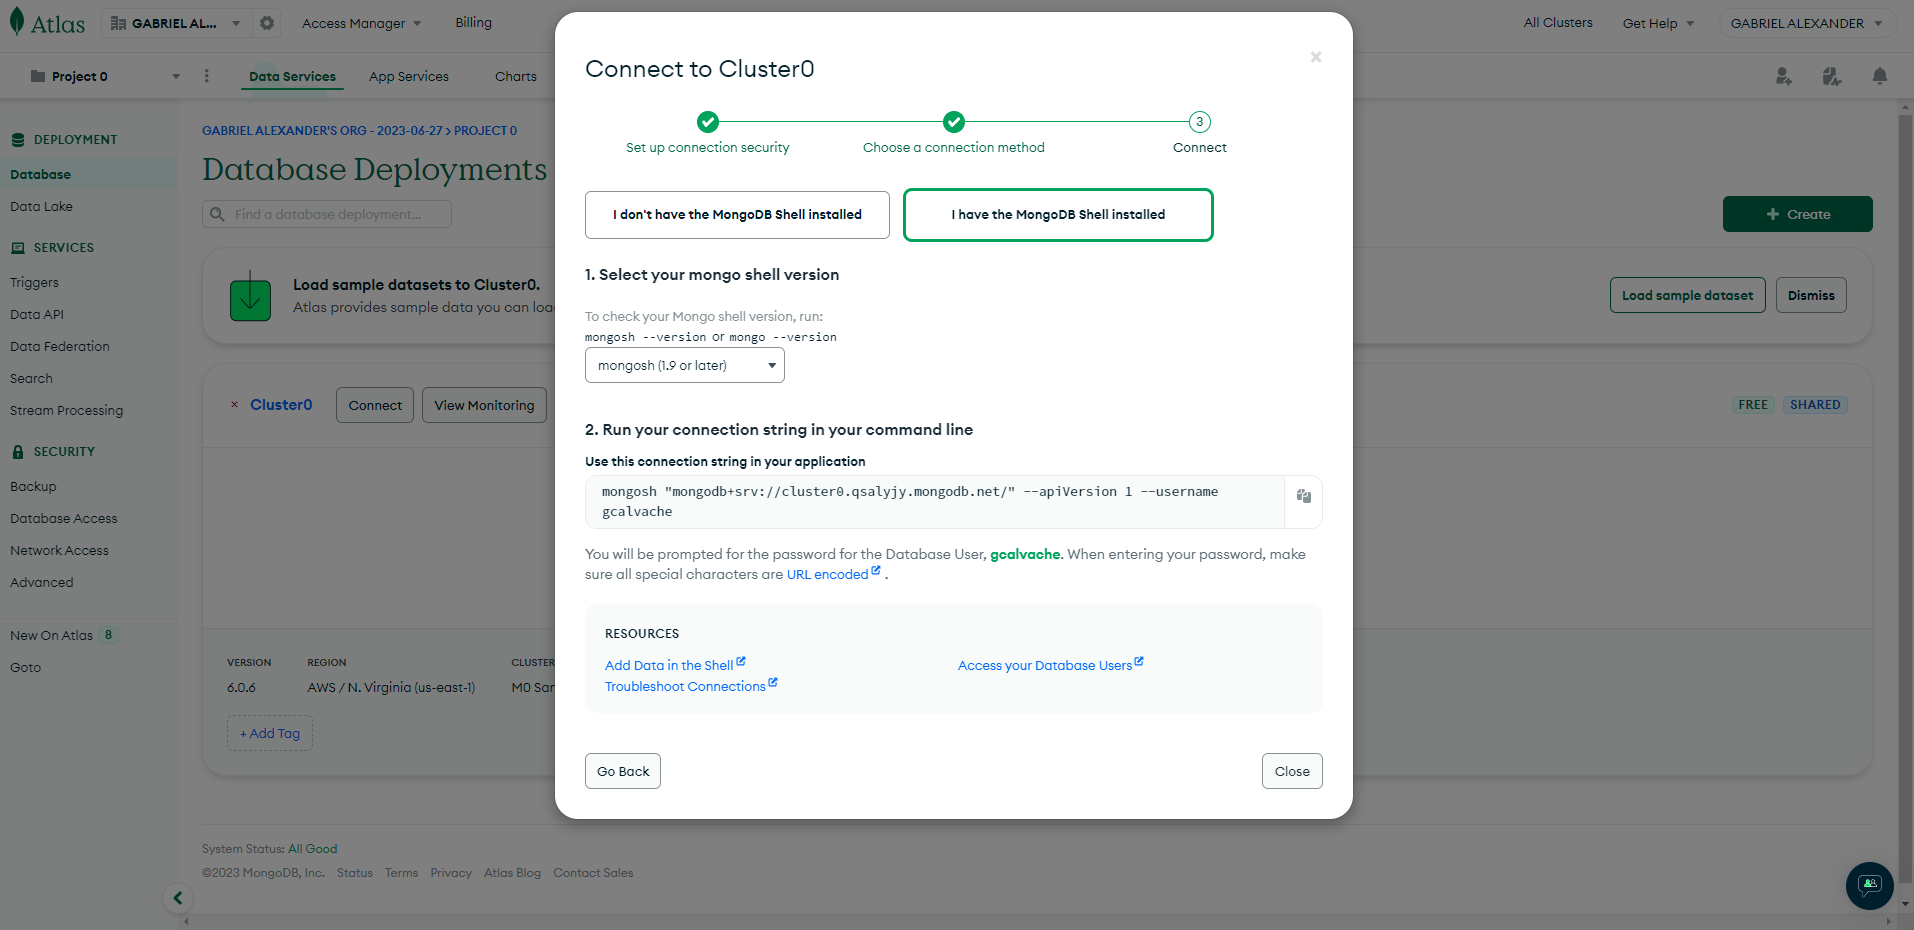 Atlas
GABRIEL AL...
Access Manager
Billing
All Clusters
Get Help
GABRIEL ALEXANDER
Project 0
Data Services
App Services
Charts
DEPLOYMENT
Database
Data Lake
SERVICES
Triggers
Data API
Data Federation
Search
Stream Processing
SECURITY
Backup
Database Access
Network Access
Advanced
New On Atlas 8
Goto
GABRIEL ALEXANDER'S ORG - 2023-06-27 > PROJECT 0
Database Deployments
Find a database deployment...
+ Create
Load sample datasets to Cluster0.
Atlas provides sample data you can loa
Load sample dataset
Dismiss
Cluster0
Connect
View Monitoring
FREE
SHARED
VERSION
6.0.6
REGION
AWS / N. Virginia (us-east-1)
CLUSTER
M0 San
+ Add Tag
System Status: All Good
©2023 MongoDB, Inc.
Status
Terms
Privacy
Atlas Blog
Contact Sales
Connect to Cluster0
Set up connection security
Choose a connection method
3
Connect
I don't have the MongoDB Shell installed
I have the MongoDB Shell installed
1. Select your mongo shell version
To check your Mongo shell version, run:
mongosh --version or mongo --version
mongosh (1.9 or later)
2. Run your connection string in your command line
Use this connection string in your application
mongosh "mongodb+srv://cluster0.qsalyjy.mongodb.net/" --apiVersion 1 --username
gcalvache
You will be prompted for the password for the Database User, gcalvache. When entering your password, make
sure all special characters are URL encoded .
RESOURCES
Add Data in the Shell
Access your Database Users
Troubleshoot Connections
Go Back
Close